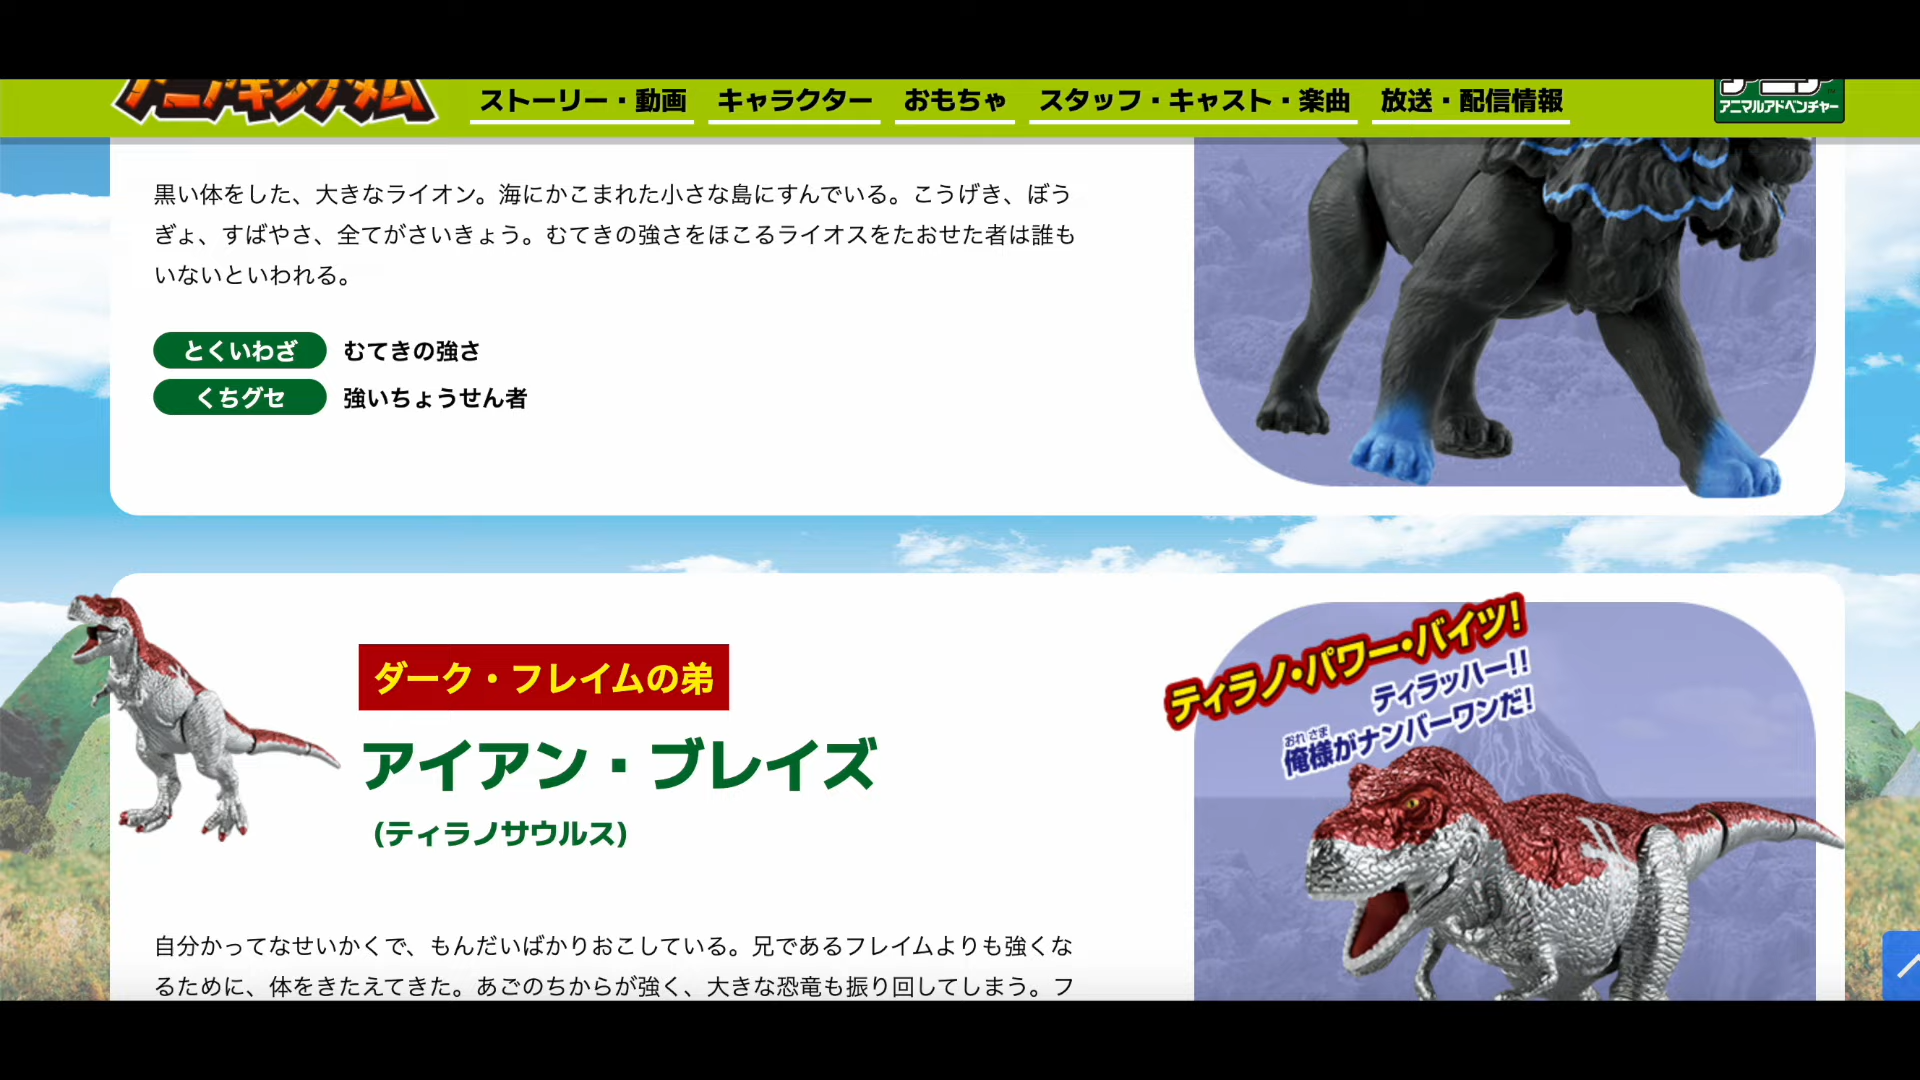 アニアキングダム
ストーリー・動画 キャラクター おもちゃ スタッフ・キャスト・楽曲 放送・配信情報
アニア
アニマルアドベンチャー
黒い体をした、大きなライオン。海にかこまれた小さな島にすんでいる。こうげき、ぼう
ぎょ、すばやさ、全てがさいきょう。むてきの強さをほこるライオスをたおせた者は誰も
いないといわれる。
とくいわざ むてきの強さ
くちグセ 強いちょうせん者
ダーク・フレイムの弟
アイアン・ブレイズ
(ティラノサウルス)
ティラノ・パワー・バイツ!
ティラッハー!!
おれさま
俺様がナンバーワンだ!
自分かってなせいかくで、もんだいばかりおこしている。兄であるフレイムよりも強くな
るために、体をきたえてきた。あごのちからが強く、大きな恐竜も振り回してしまう。フ